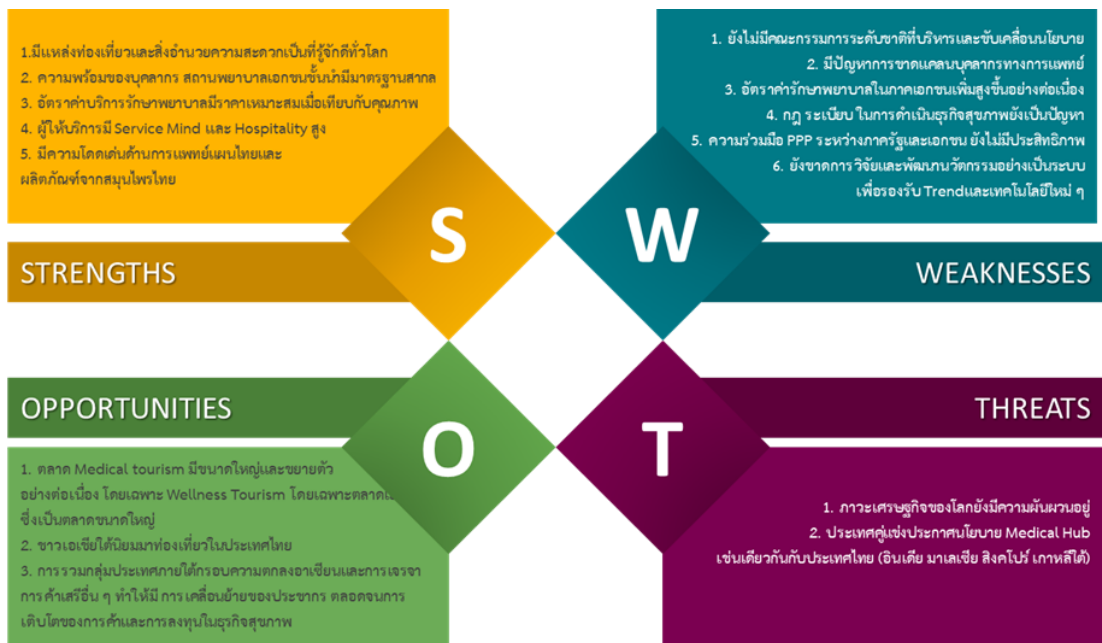 1.มีแหล่งท่องเที่ยวและสิ่งอำนวยความสะดวกเป็นที่รู้จักดีทั่วโลก
2. ความพร้อมของบุคลากร สถานพยาบาลเอกชนชั้นนำมีมาตรฐานสากล
3. อัตราค่าบริการรักษาพยาบาลมีราคาเหมาะสมเมื่อเทียบกับคุณภาพ
4. ผู้ให้บริการมี Service Mind และ Hospitality สูง
5. มีความโดดเด่นด้านการแพทย์แผนไทยและ
ผลิตภัณฑ์จากสมุนไพรไทย
S
STRENGTHS
1. ยังไม่มีคณะกรรมการระดับชาติที่บริหารและขับเคลื่อนนโยบาย
2. มีปัญหาการขาดแคลนบุคลากรทางการแพทย์
3. อัตราค่ารักษาพยาบาลในภาคเอกชนเพิ่มสูงขึ้นอย่างต่อเนื่อง
4. กฎ ระเบียบ ในการดำเนินธุรกิจสุขภาพยังเป็นปัญหา
5. ความร่วมมือ PPP ระหว่างภาครัฐและเอกชน ยังไม่มีประสิทธิภาพ
6. ยังขาดการวิจัยและพัฒนานวัตกรรมอย่างเป็นระบบ
เพื่อรองรับ Trendและเทคโนโลยีใหม่ ๆ
W
WEAKNESSES
OPPORTUNITIES
O
1. ตลาด Medical tourism มีขนาดใหญ่และขยายตัว
อย่างต่อเนื่อง โดยเฉพาะ Wellness Tourism โดยเฉพาะ
ซึ่งเป็นตลาดขนาดใหญ่
2. ชาวเอเชียใต้นิยมมาท่องเที่ยวในประเทศไทย
3. การรวมกลุ่มประเทศภายใต้กรอบความตกลงอาเซียนและการเจรจา
การค้าเสรีอื่น ๆ ทำให้มี การเคลื่อนย้ายของประชากร ตลอดจนการ
เติบโตของการค้าและการลงทุนในธุรกิจสุขภาพ
THREATS
T
1. ภาวะเศรษฐกิจของโลกยังมีความผันผวนอยู่
2. ประเทศคู่แข่งประกาศนโยบาย Medical Hub
เช่นเดียวกันกับประเทศไทย (อินเดีย มาเลเซีย สิงคโปร์ เกาหลีใต้)